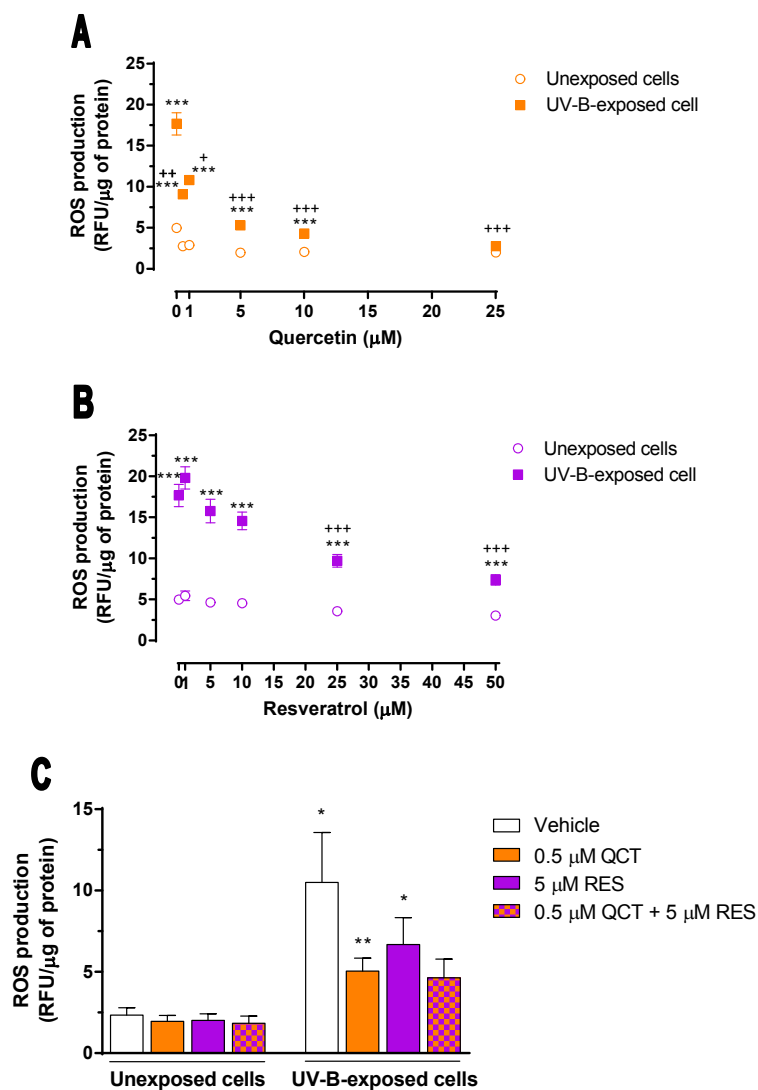 A
ROS production
(RFU/μg of protein)
25
20
15
10
5
0
***
++
***
+
***
+++
***
+++
***
+++
0 1 5 10 15 20 25
Quercetin (μM)
Unexposed cells
UV-B-exposed cell
B
ROS production
(RFU/μg of protein)
25
20
15
10
5
0
***
***
***
***
+++
***
+++
***
0 1 5 10 15 20 25 30 35 40 45 50
Resveratrol (μM)
Unexposed cells
UV-B-exposed cell
C
ROS production
(RFU/μg of protein)
15
10
5
0
*
**
*
Unexposed cells UV-B-exposed cells
Vehicle
0.5 μM QCT
5 μM RES
0.5 μM QCT + 5 μM RES